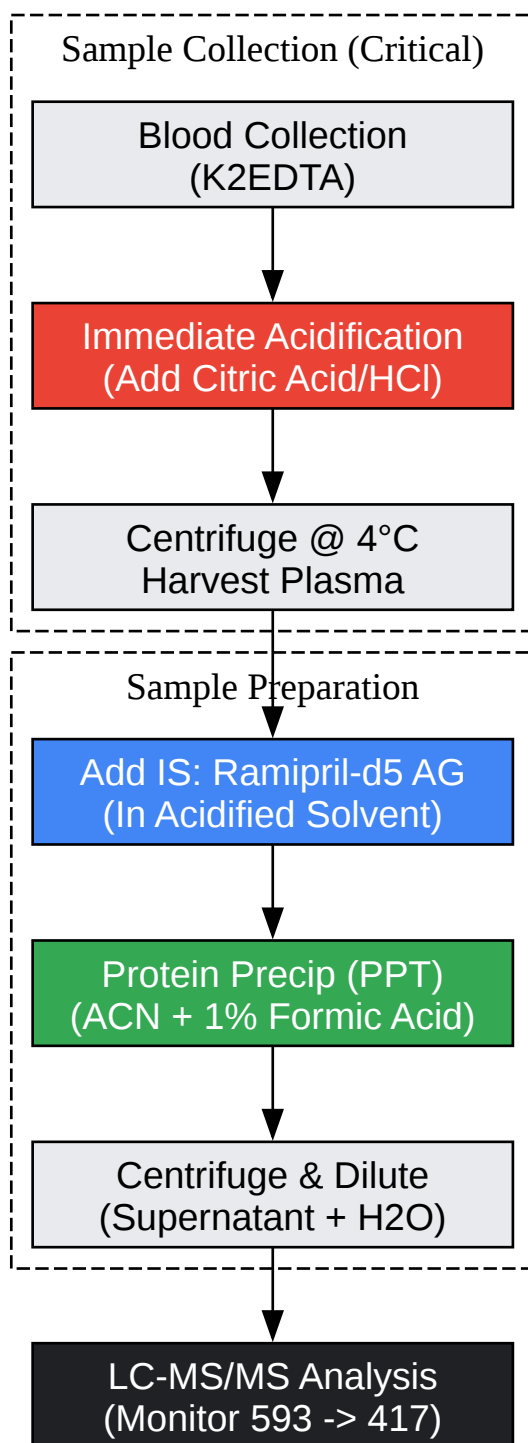 Sample Collection (Critical)
Blood Collection
(K2EDTA)
Immediate Acidification
(Add Citric Acid/HCl)
Centrifuge @ 4°C
Harvest Plasma
Sample Preparation
Add IS: Ramipril-d5 AG
(In Acidified Solvent)
Protein Precip (PPT)
(ACN + 1% Formic Acid)
Centrifuge & Dilute
(Supernatant + H2O)
LC-MS/MS Analysis
(Monitor 593 -> 417)